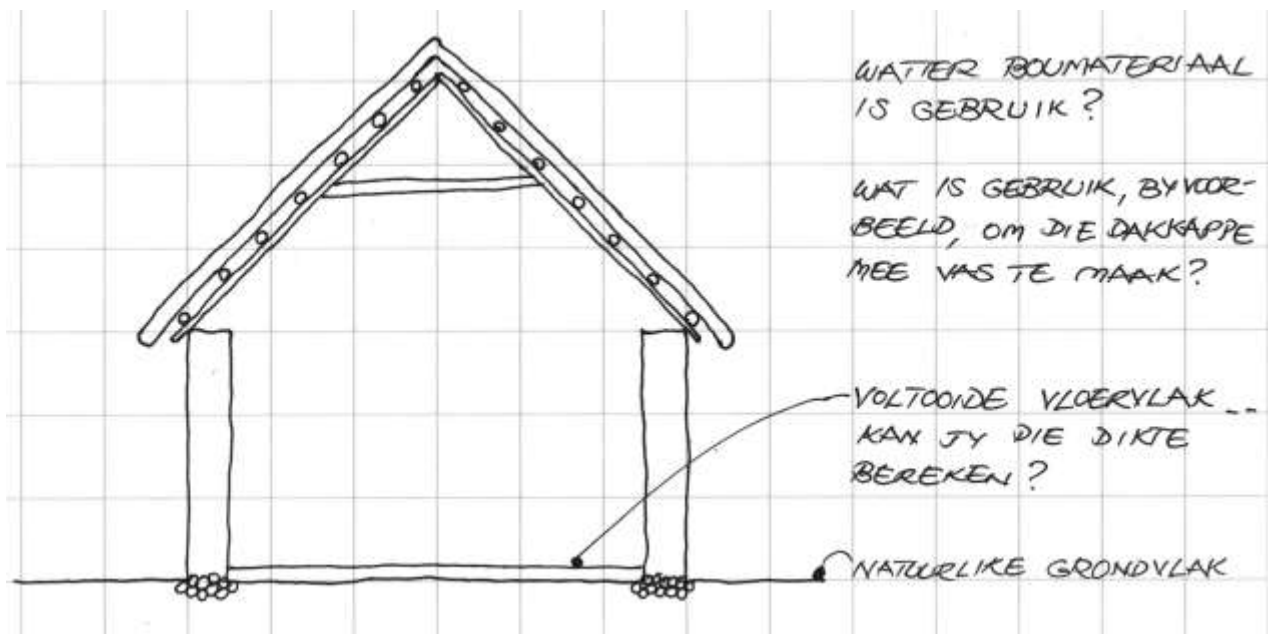 WATTER BOUMATERIAAL
IS GEBRUIK?
WAT IS GEBRUIK, BYVOOR-
BEELD, OM DIE DAKKAPPE
MEE VAS TE MAAK?
VOLTOOIDE VLOERVLAK --
KAN JY DIE DIKTE
BEREKEN?
NATUURLIKE GRONDVLAK